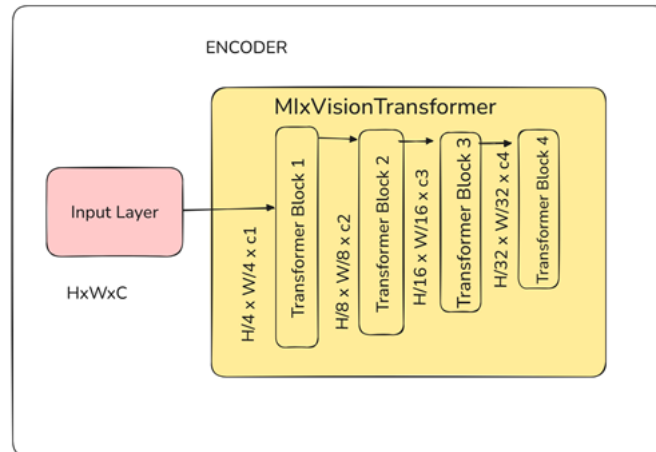 ENCODER
MIxVisionTransformer
Input Layer
HxWxC
H/4 x W/4 x c1
Transformer Block 1
H/8 x W/8 x c2
Transformer Block 2
H/16 x W/16 x c3
Transformer Block 3
H/32 x W/32 x c4
Transformer Block 4